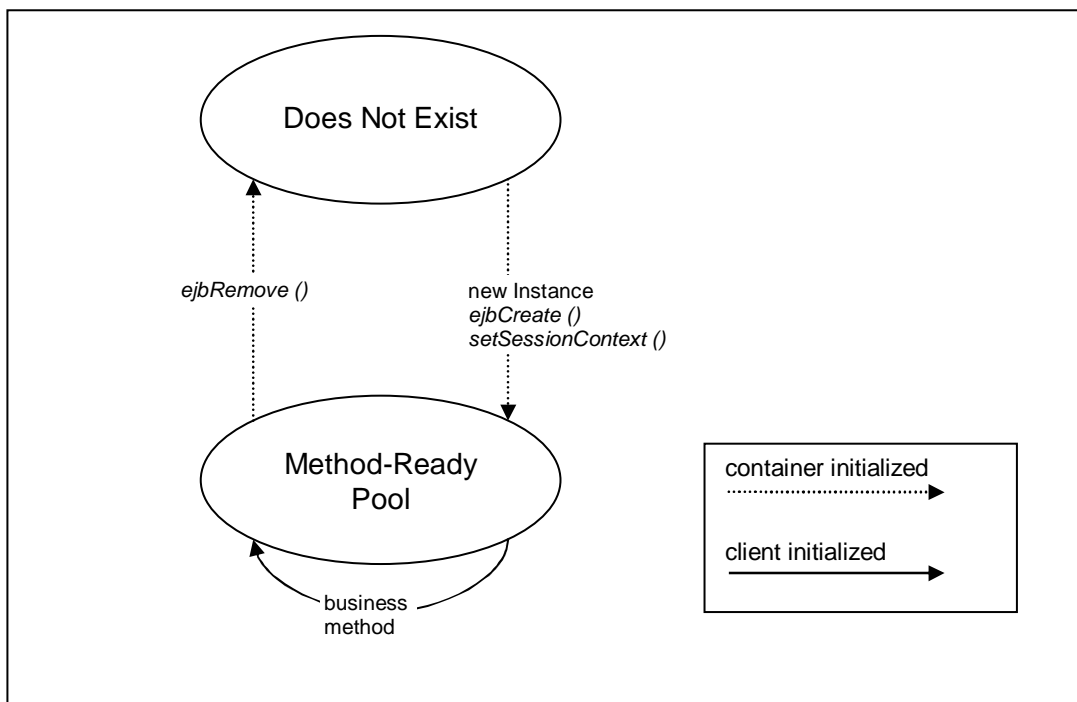 Does Not Exist
ejbRemove ()
new Instance
ejbCreate ()
setSessionContext ()
Method-Ready
Pool
business
method
container initialized
client initialized